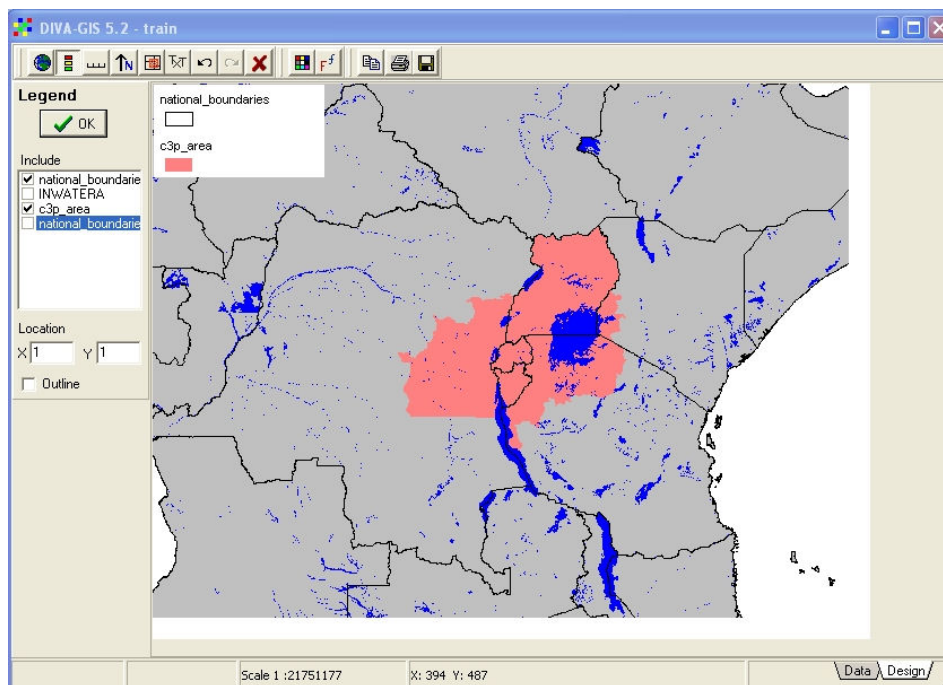 DIVA-GIS 5.2 - train
TXT
F f
Legend
OK
Include
national_boundarie
INWATERA
c3p_area
national_boundarie
Location
X 1 Y 1
Outline
national_boundaries
c3p_area
Scale 1 :21751177
X: 394 Y: 487
Data
Design